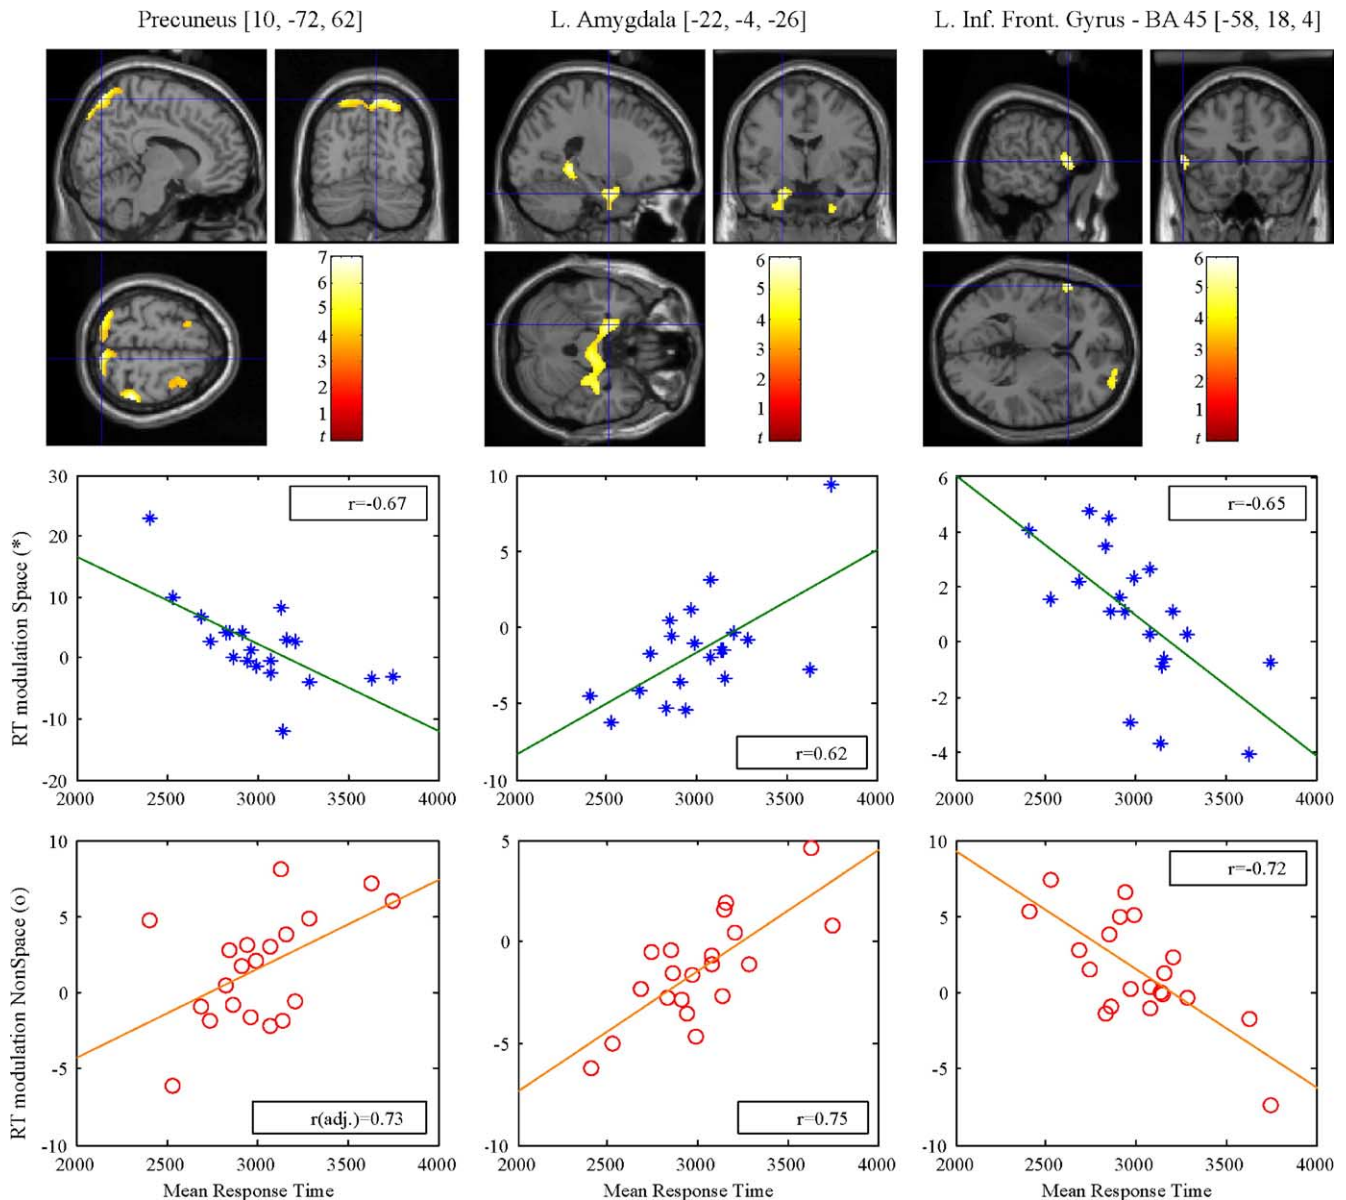 Precuneus [10, -72, 62]
L. Amygdala [-22, -4, -26]
L. Inf. Front. Gyrus - BA 45 [-58, 18, 4]
7
6
5
4
3
2
1
t
6
5
4
3
2
1
t
6
5
4
3
2
1
t
RT modulation Space (*)
30
20
10
0
-10
-20
r=-0.67
2000 2500 3000 3500 4000
10
5
0
-5
-10
r=0.62
2000 2500 3000 3500 4000
6
4
2
0
-2
-4
r=-0.65
2000 2500 3000 3500 4000
RT modulation NonSpace (o)
10
5
0
-5
-10
r(adj.)=0.73
2000 2500 3000 3500 4000
Mean Response Time
5
0
-5
-10
r=0.75
2000 2500 3000 3500 4000
Mean Response Time
10
5
0
-5
-10
r=-0.72
2000 2500 3000 3500 4000
Mean Response Time